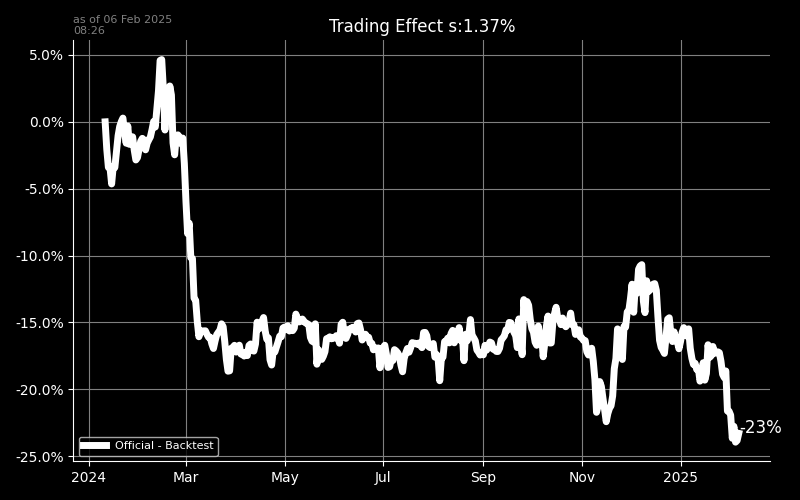 as of 06 Feb 2025
08:26
Trading Effect s:1.37%
5.0%
0.0%
-5.0%
-10.0%
-15.0%
-20.0%
-25.0%
-23%
Official - Backtest
2024 Mar May Jul Sep Nov 2025